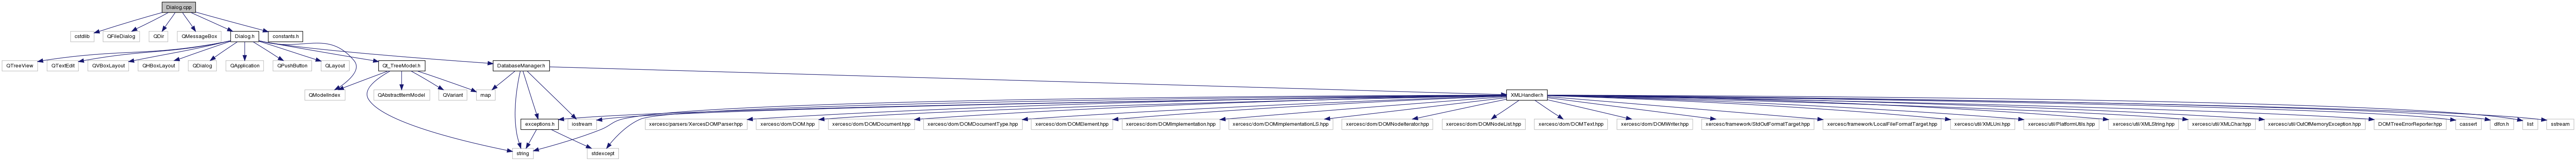 Dialog.cpp
cstdlib
QFileDialog
QDir
QMessageBox
Dialog.h
constants.h
QTreeView
QTextEdit
QVBoxLayout
QHBoxLayout
QDialog
QApplication
QPushButton
QLayout
Qt_TreeModel.h
DatabaseManager.h
QModelIndex
QAbstractItemModel
QVariant
map
XMLHandler.h
exceptions.h
iostream
xercesc/parsers/XercesDOMParser.hpp
xercesc/dom/DOM.hpp
xercesc/dom/DOMDocument.hpp
xercesc/dom/DOMDocumentType.hpp
xercesc/dom/DOMElement.hpp
xercesc/dom/DOMImplementation.hpp
xercesc/dom/DOMImplementationLS.hpp
xercesc/dom/DOMNodeIterator.hpp
xercesc/dom/DOMNodeList.hpp
xercesc/dom/DOMText.hpp
xercesc/dom/DOMWriter.hpp
xercesc/framework/StdOutFormatTarget.hpp
xercesc/framework/LocalFileFormatTarget.hpp
xercesc/util/XMLUni.hpp
xercesc/util/PlatformUtils.hpp
xercesc/util/XMLString.hpp
xercesc/util/XMLChar.hpp
xercesc/util/OutOfMemoryException.hpp
DOMTreeErrorReporter.hpp
cassert
dlfcn.h
list
sstream
string
stdexcept